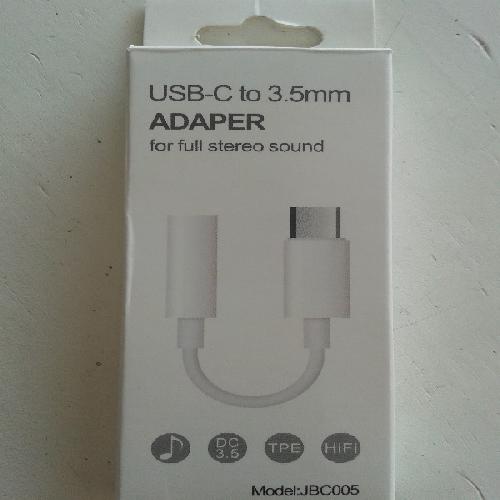 USB-C to 3.5mm
ADAPER
for full stereo sound
DC
3.5
TPE
HiFi
Model:JBC005